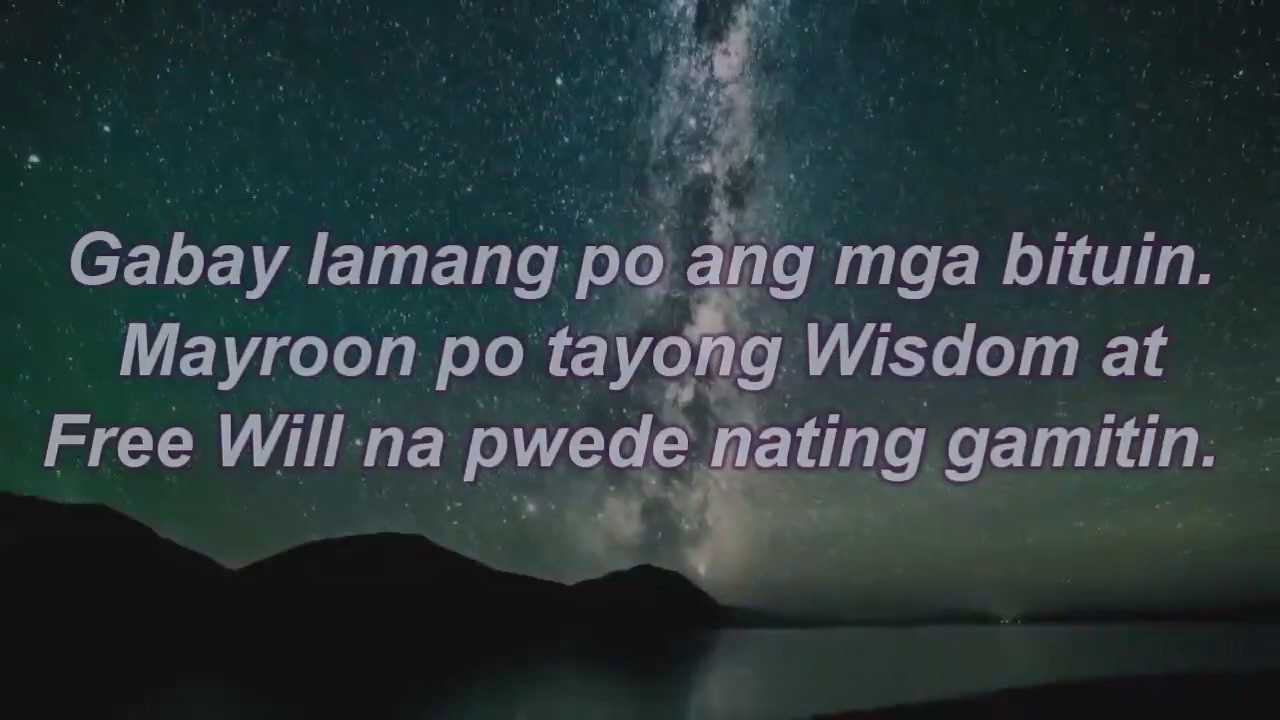 Gabay lamang po ang mga bituin.
Mayroon po tayong Wisdom at
Free Will na pwede nating gamitin.